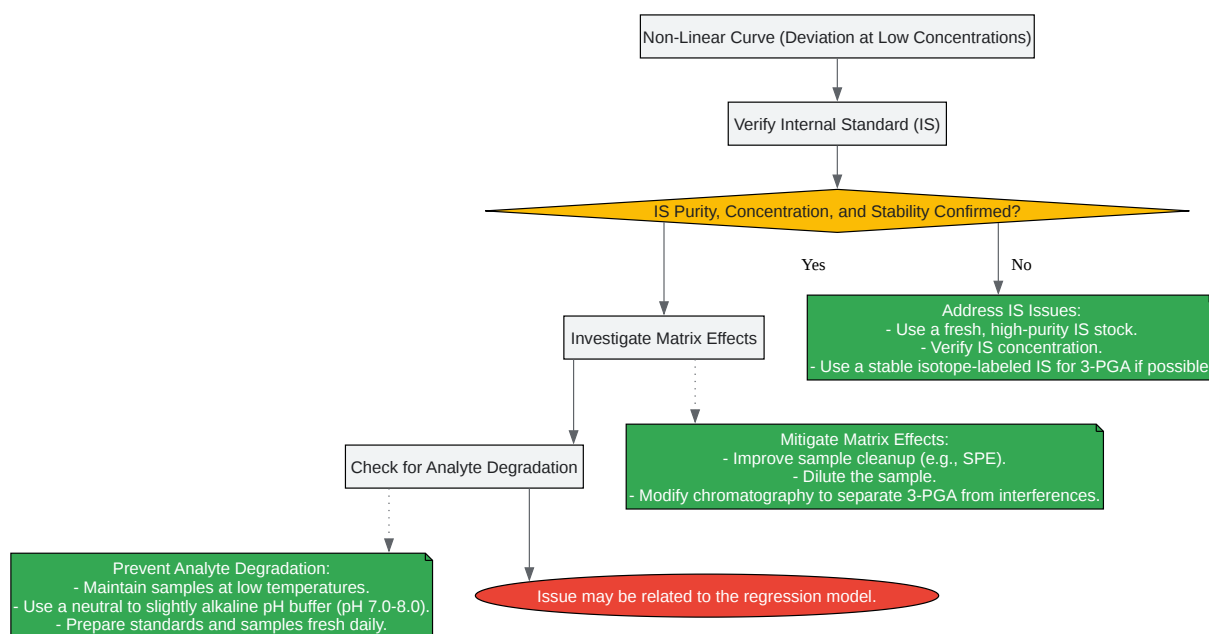 Non-Linear Curve (Deviation at Low Concentrations)
Verify Internal Standard (IS)
IS Purity, Concentration, and Stability Confirmed?
Yes
No
Address IS Issues:
- Use a fresh, high-purity IS stock.
- Verify IS concentration.
- Use a stable isotope-labeled IS for 3-PGA if possible
Investigate Matrix Effects
Mitigate Matrix Effects:
- Improve sample cleanup (e.g., SPE).
- Dilute the sample.
- Modify chromatography to separate 3-PGA from interferences.
Check for Analyte Degradation
Prevent Analyte Degradation:
- Maintain samples at low temperatures.
- Use a neutral to slightly alkaline pH buffer (pH 7.0-8.0).
- Prepare standards and samples fresh daily.
Issue may be related to the regression model.